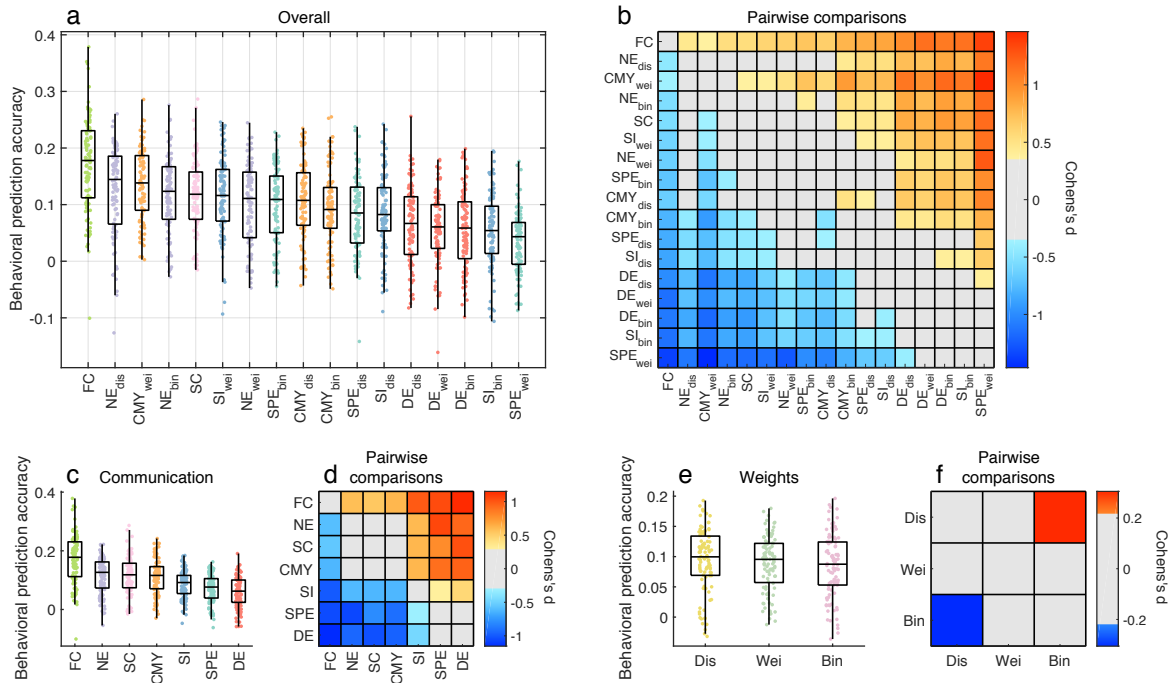 a
Overall
Behavioral prediction accuracy
0.4
0.3
0.2
0.1
0
-0.1
FC
NEdis
CMYwei
NEbin
SC
SIwei
NEwei
SPEbin
CMYdis
CMYbin
SPEdis
SIdis
DEdis
DEwei
DEbin
SIbin
SPEwei
b
Pairwise comparisons
FC
NEdis
CMYwei
NEbin
SC
SIwei
NEwei
SPEbin
CMYdis
CMYbin
SPEdis
SIdis
DEdis
DEwei
DEbin
SIbin
SPEwei
FC
NEdis
CMYwei
NEbin
SC
SIwei
NEwei
SPEbin
CMYdis
CMYbin
SPEdis
SIdis
DEdis
DEwei
DEbin
SIbin
SPEwei
1
0.5
0
-0.5
-1
Cohens's d
c
Communication
Behavioral prediction accuracy
0.4
0.2
0
FC
NE
SC
CMY
SI
SPE
DE
d
Pairwise
comparisons
FC
NE
SC
CMY
SI
SPE
DE
FC
NE
SC
CMY
SI
SPE
DE
1
0.5
0
-0.5
-1
Cohens's d
e
Weights
Behavioral prediction accuracy
0.2
0.15
0.1
0.05
0
Dis
Wei
Bin
f
Pairwise
comparisons
Dis
Wei
Bin
Dis
Wei
Bin
0.2
0
-0.2
Cohens's d